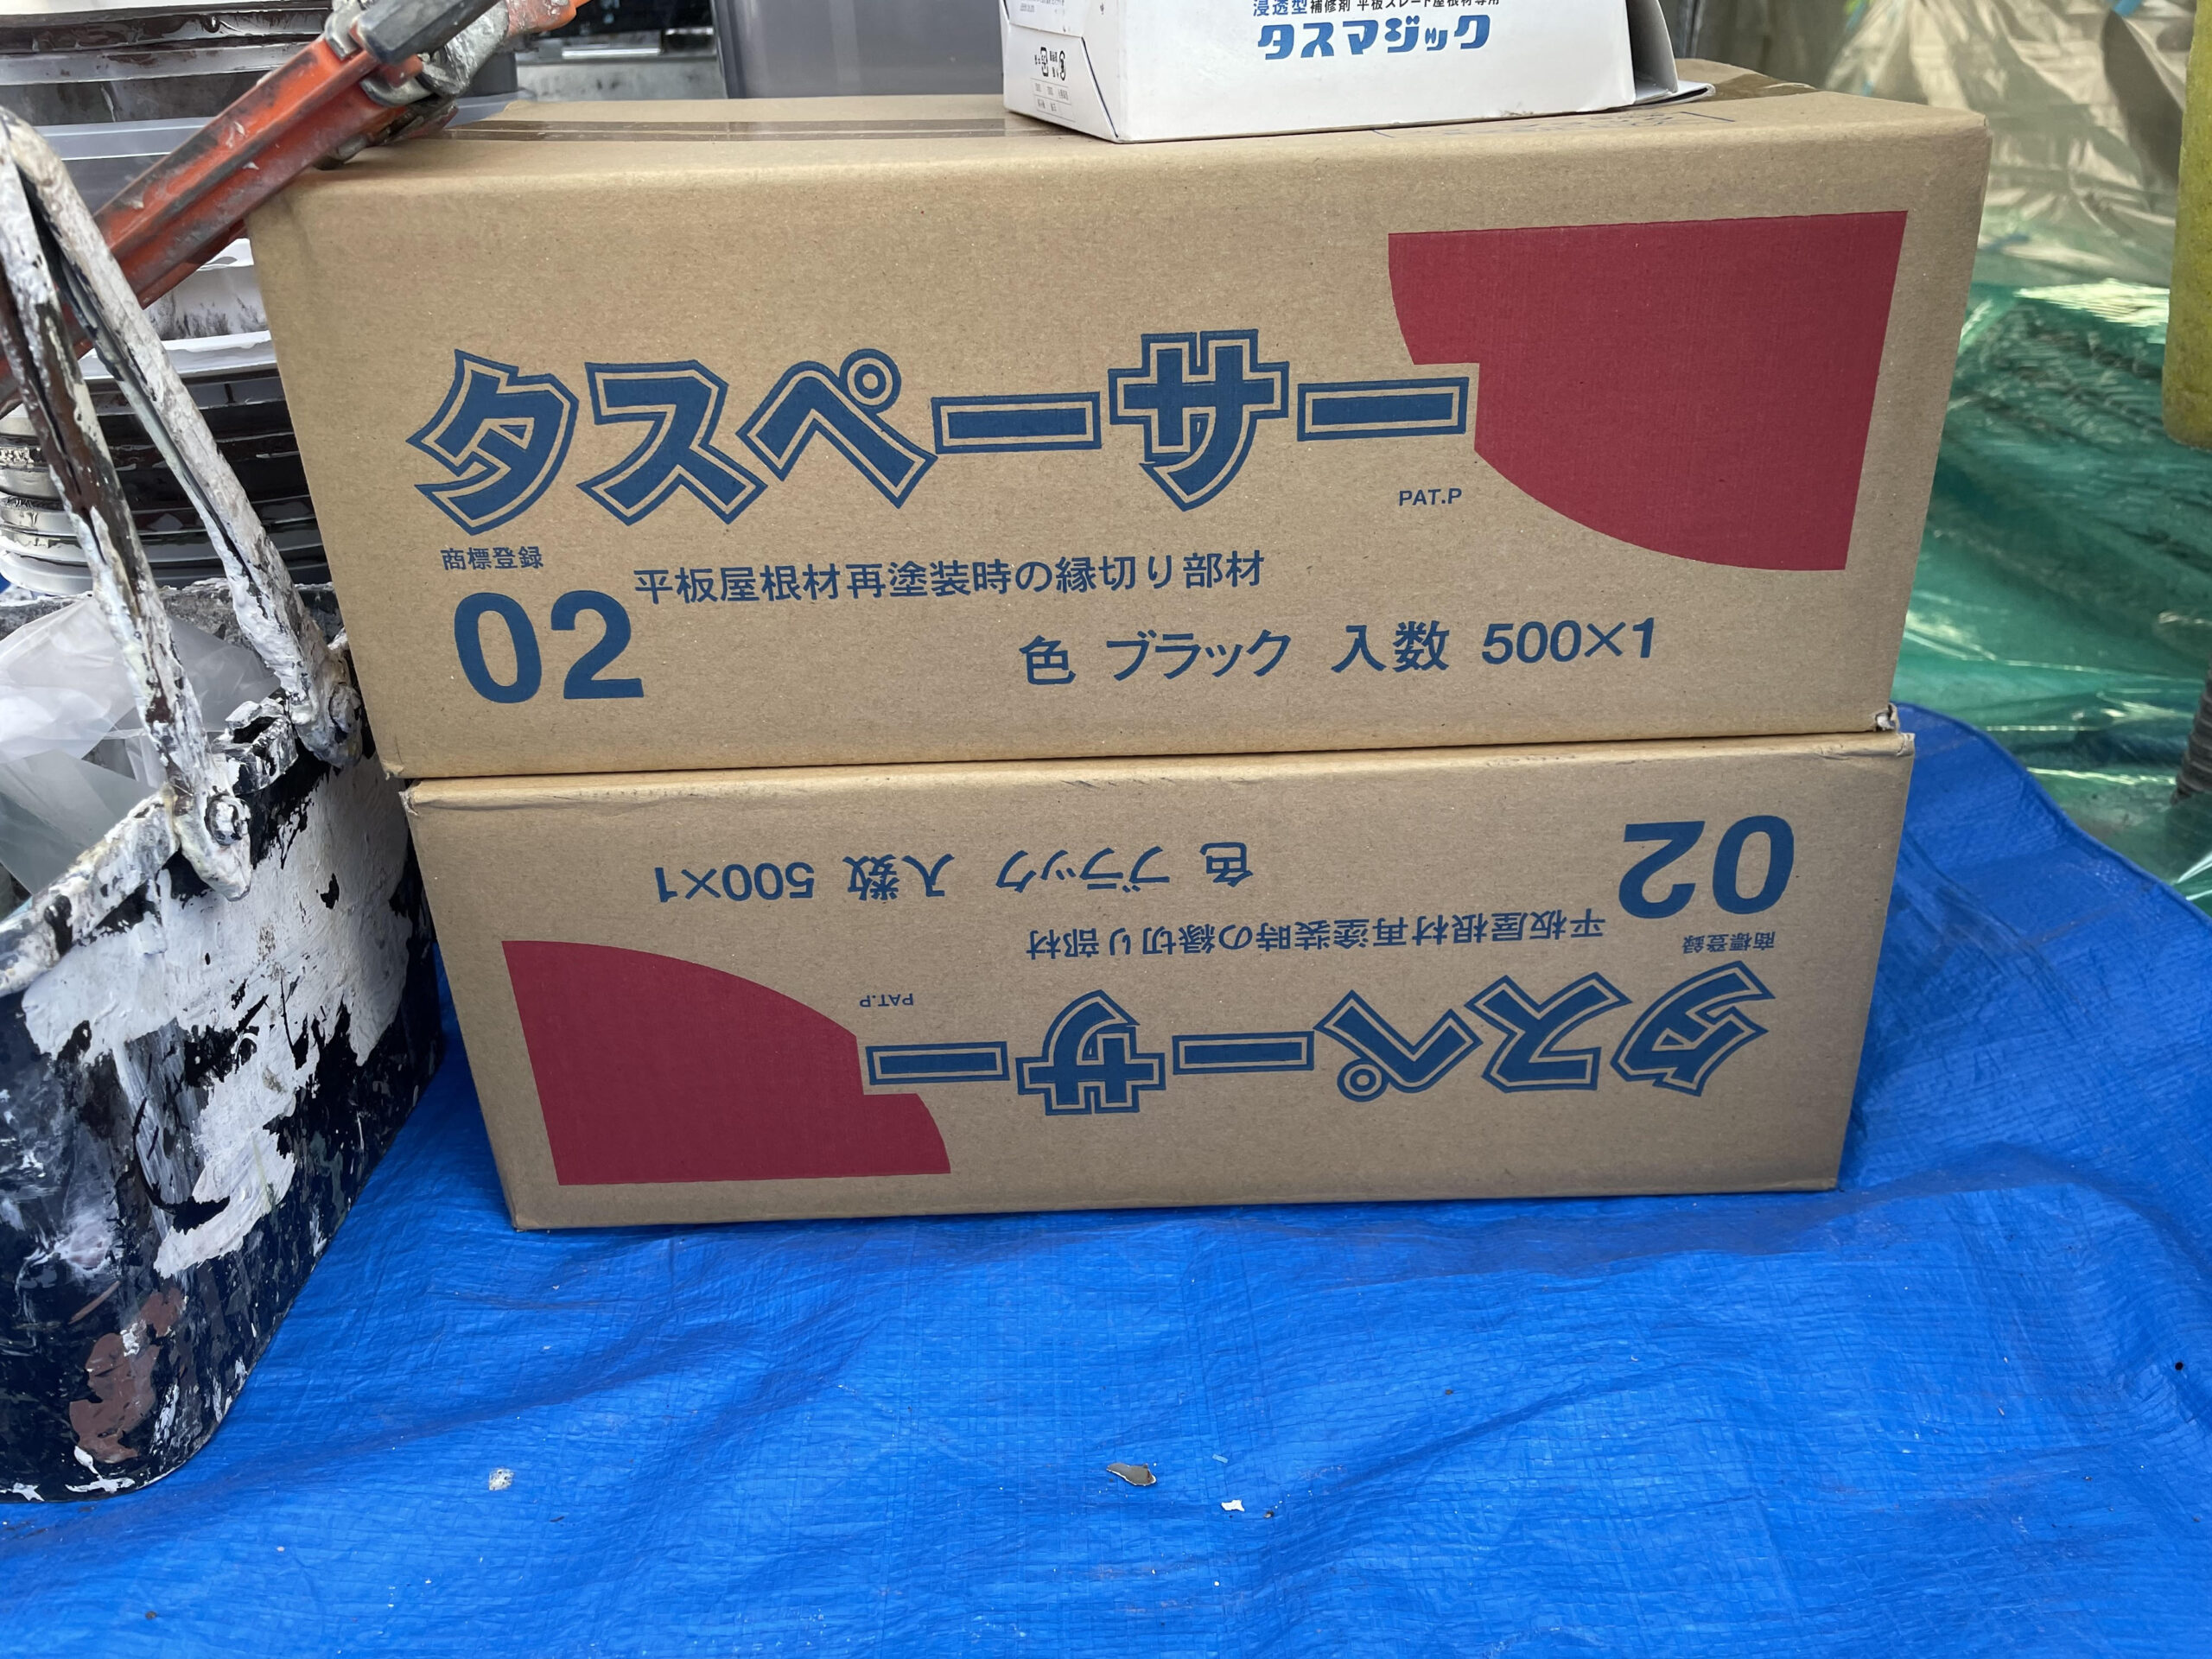 浸透型補修剤 平板スレート屋根材専用
タスマジック
タスペーサー
PAT.P
商標登録
02
平板屋根材再塗装時の縁切り部材
色 ブラック 入数 500×1
タスペーサー
PAT.P
商標登録
02
平板屋根材再塗装時の縁切り部材
色 ブラック 入数 500×1